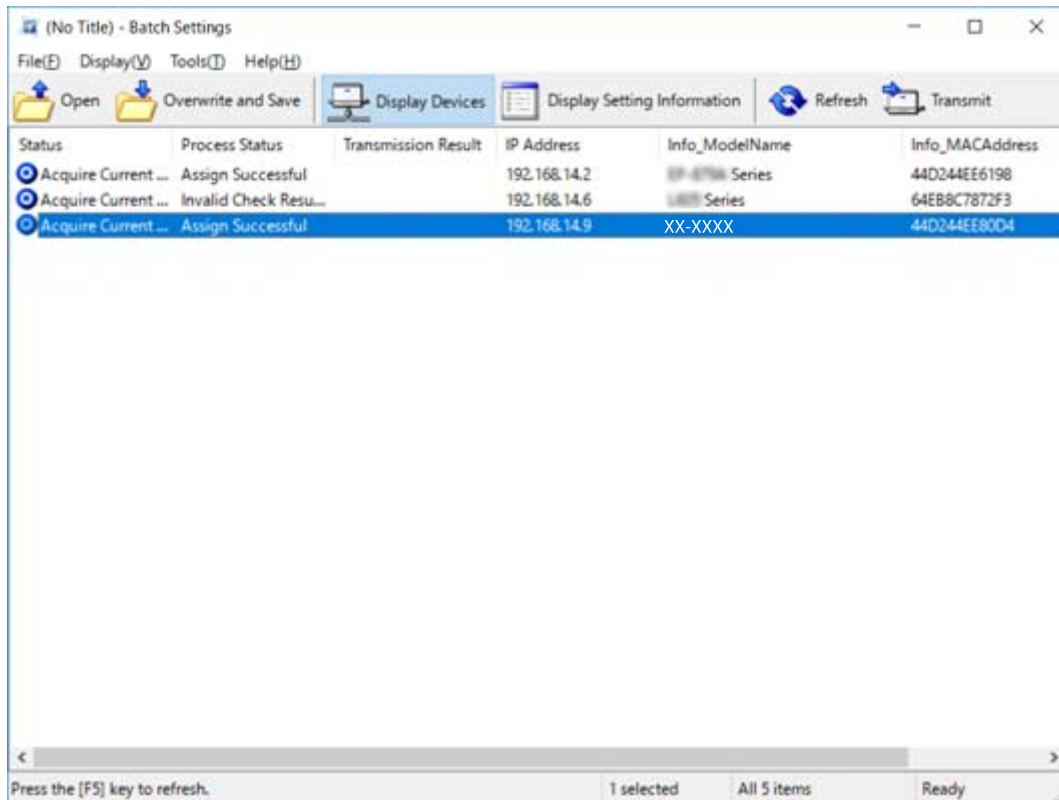 (No Title) - Batch Settings
File(F) Display(V) Tools(T) Help(H)
Open Overwrite and Save Display Devices Display Setting Information Refresh Transmit
Status Process Status Transmission Result IP Address Info_ModelName Info_MACAddress
Acquire Current ... Assign Successful 192.168.14.2 Series 44D244EE6198
Acquire Current ... Invalid Check Resu... 192.168.14.6 Series 64EB8C7872F3
Acquire Current ... Assign Successful 192.168.14.9 XX-XXXX 44D244EE80D4
Press the [F5] key to refresh. 1 selected All 5 items Ready